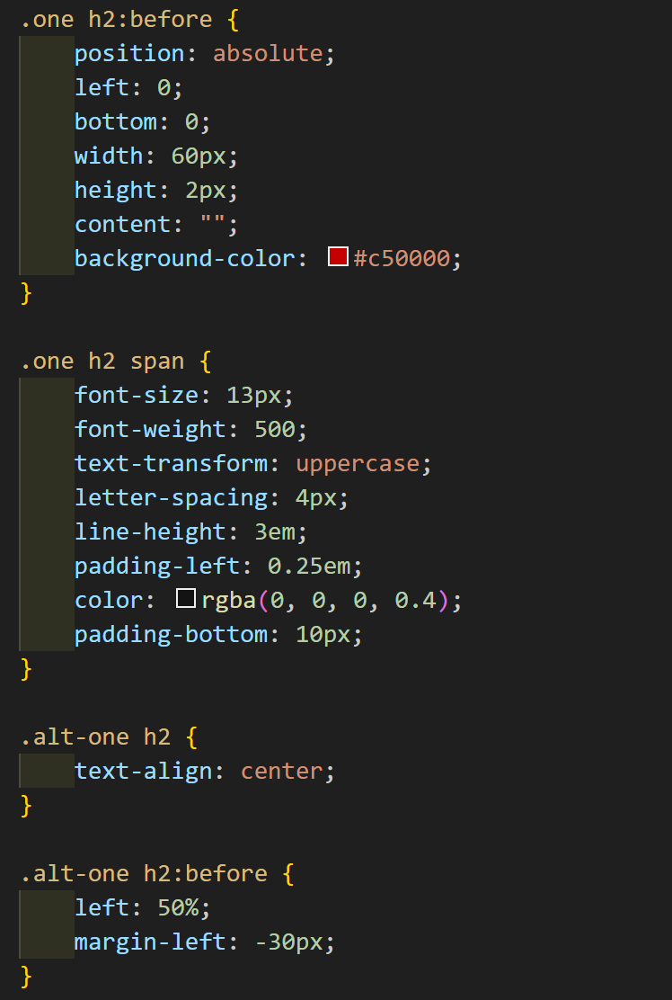 .one h2:before {
    position: absolute;
    left: 0;
    bottom: 0;
    width: 60px;
    height: 2px;
    content: "";
    background-color: #c50000;
}

.one h2 span {
    font-size: 13px;
    font-weight: 500;
    text-transform: uppercase;
    letter-spacing: 4px;
    line-height: 3em;
    padding-left: 0.25em;
    color: rgba(0, 0, 0, 0.4);
    padding-bottom: 10px;
}

.alt-one h2 {
    text-align: center;
}

.alt-one h2:before {
    left: 50%;
    margin-left: -30px;
}